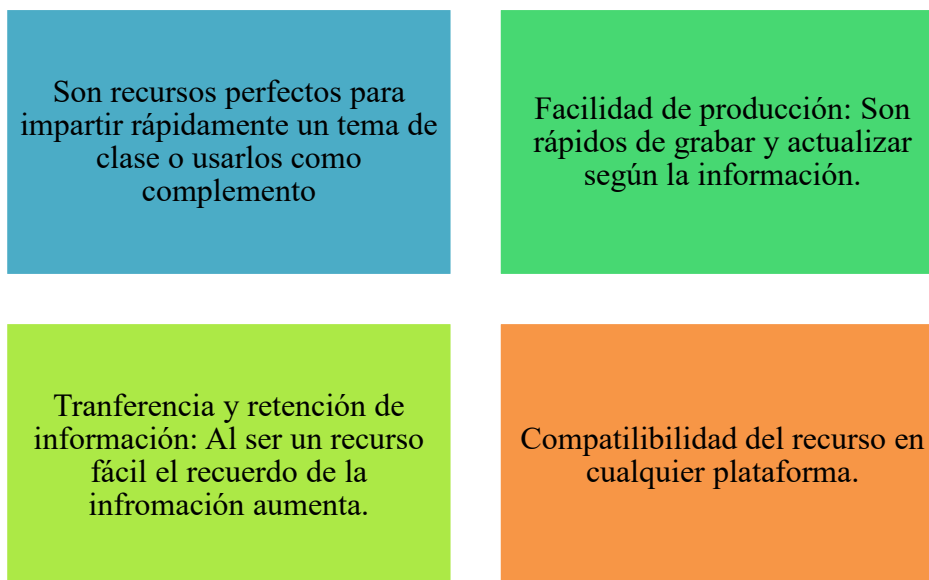 Son recursos perfectos para
impartir rápidamente un tema de
clase o usarlos como
complemento
Facilidad de producción: Son
rápidos de grabar y actualizar
según la información.
Tranferencia y retención de
información: Al ser un recurso
fácil el recuerdo de la
infromación aumenta.
Compatilibilidad del recurso en
cualquier plataforma.